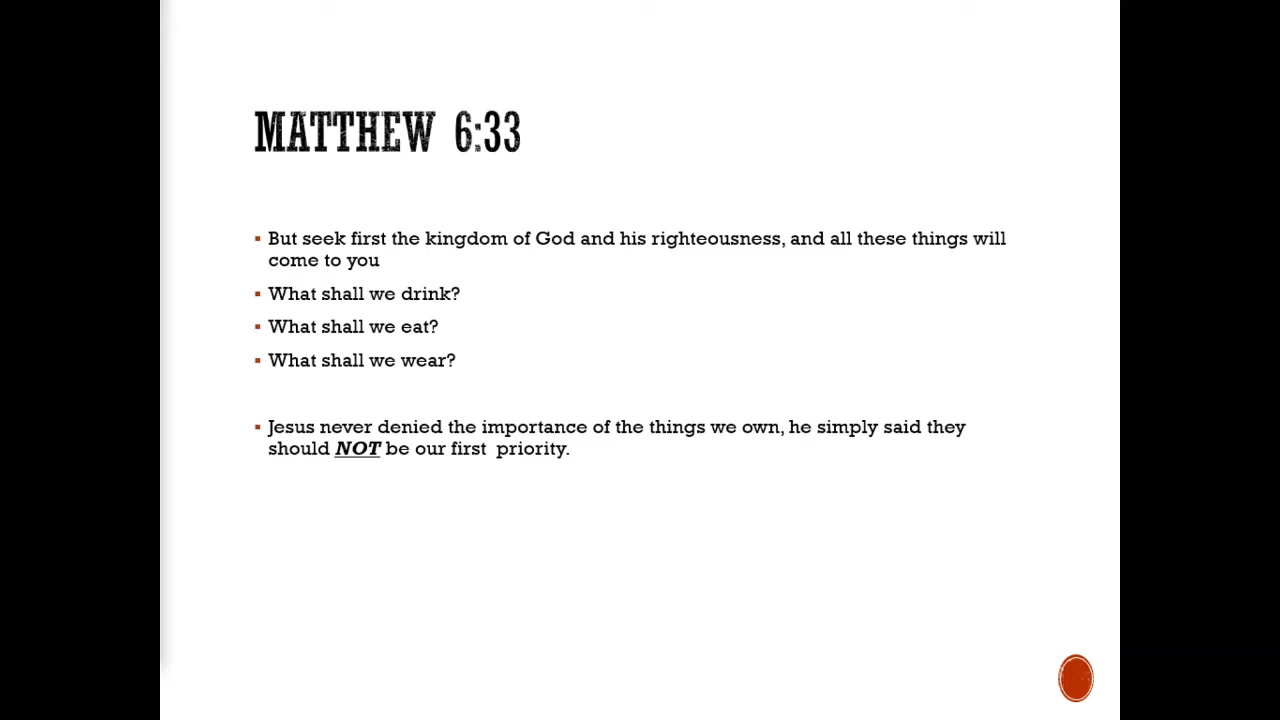 MATTHEW 6:33
▪ But seek first the kingdom of God and his righteousness, and all these things will
come to you
▪ What shall we drink?
▪ What shall we eat?
▪ What shall we wear?
▪ Jesus never denied the importance of the things we own, he simply said they
should NOT be our first  priority.